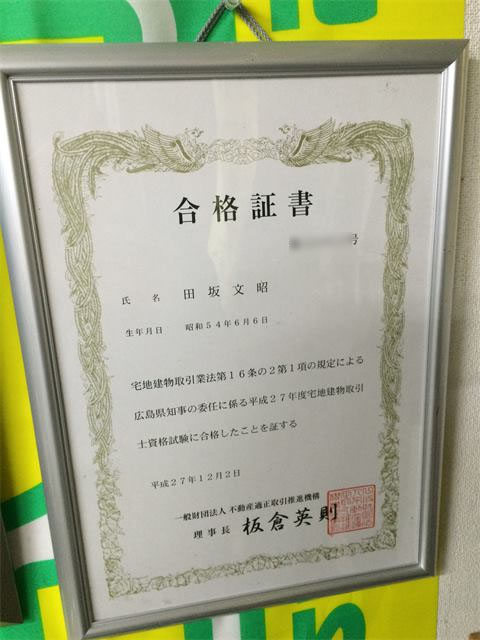 合格証書
号
氏名 田坂文昭
生年月日 昭和54年6月6日
宅地建物取引業法第16条の2第1項の規定による
広島県知事の委任に係る平成27年度宅地建物取引
士資格試験に合格したことを証する
平成27年12月2日
一般財団法人 不動産適正取引推進機構
理事長 板倉英則